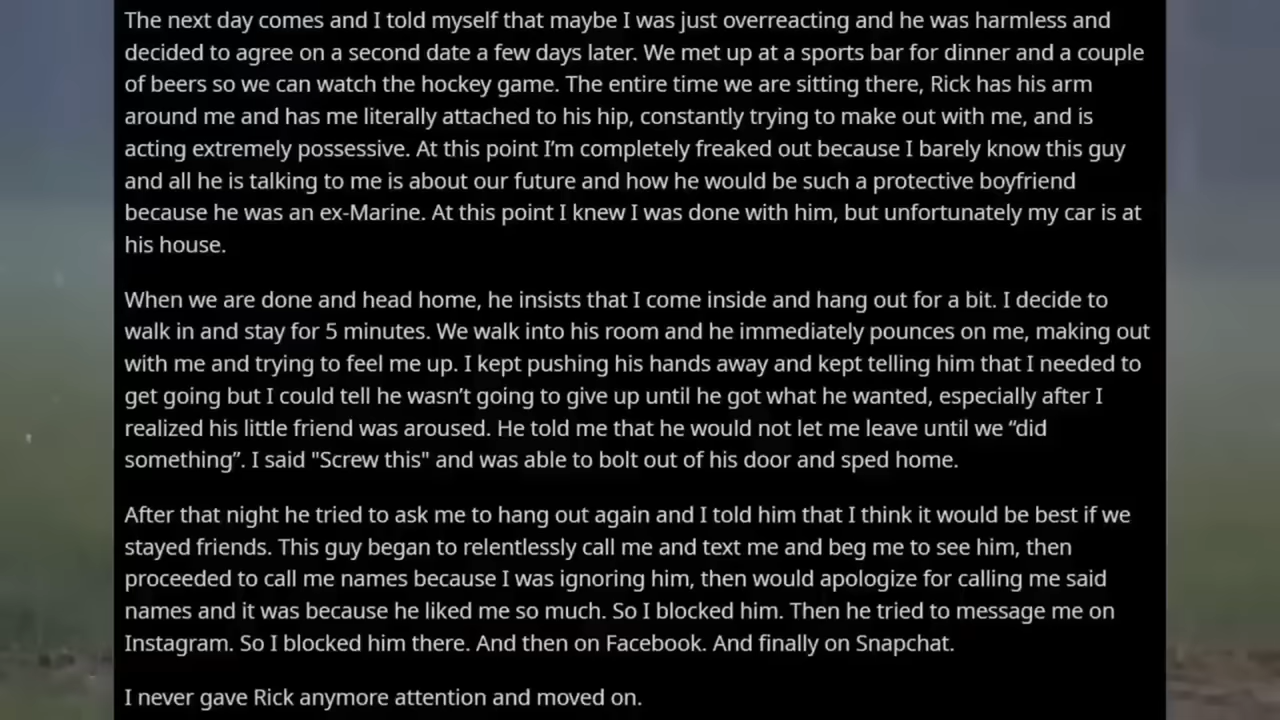 The next day comes and I told myself that maybe I was just overreacting and he was harmless and
decided to agree on a second date a few days later. We met up at a sports bar for dinner and a couple
of beers so we can watch the hockey game. The entire time we are sitting there, Rick has his arm
around me and has me literally attached to his hip, constantly trying to make out with me, and is
acting extremely possessive. At this point I’m completely freaked out because I barely know this guy
and all he is talking to me is about our future and how he would be such a protective boyfriend
because he was an ex-Marine. At this point I knew I was done with him, but unfortunately my car is at
his house.
When we are done and head home, he insists that I come inside and hang out for a bit. I decide to
walk in and stay for 5 minutes. We walk into his room and he immediately pounces on me, making out
with me and trying to feel me up. I kept pushing his hands away and kept telling him that I needed to
get going but I could tell he wasn’t going to give up until he got what he wanted, especially after I
realized his little friend was aroused. He told me that he would not let me leave until we “did
something”. I said "Screw this" and was able to bolt out of his door and sped home.
After that night he tried to ask me to hang out again and I told him that I think it would be best if we
stayed friends. This guy began to relentlessly call me and text me and beg me to see him, then
proceeded to call me names because I was ignoring him, then would apologize for calling me said
names and it was because he liked me so much. So I blocked him. Then he tried to message me on
Instagram. So I blocked him there. And then on Facebook. And finally on Snapchat.
I never gave Rick anymore attention and moved on.